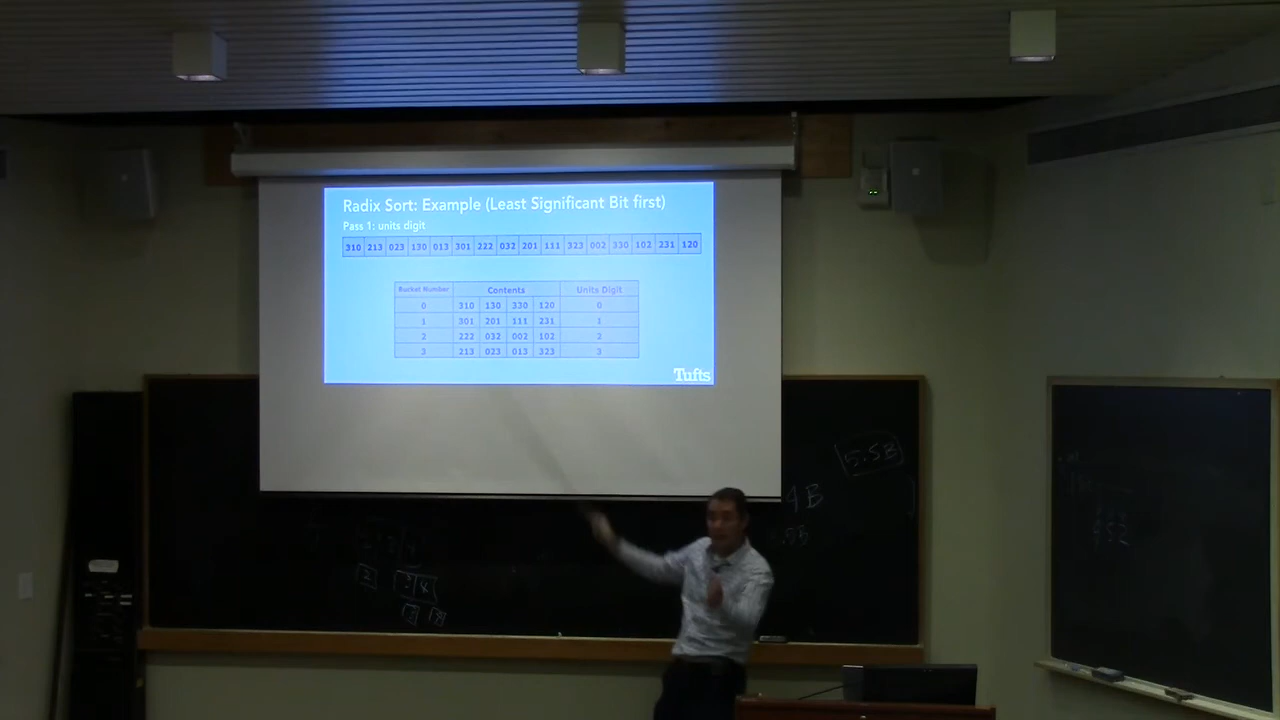 Radix Sort: Example (Least Significant Bit first)
Pass 1: units digit
310 213 023 130 013 301 222 032 201 111 323 002 330 102 231 120
Bucket Number Contents Units Digit
0 310 130 330 120 0
1 301 201 111 231 1
2 222 032 002 102 2
3 213 023 013 323 3
Tufts
5.5B
4B